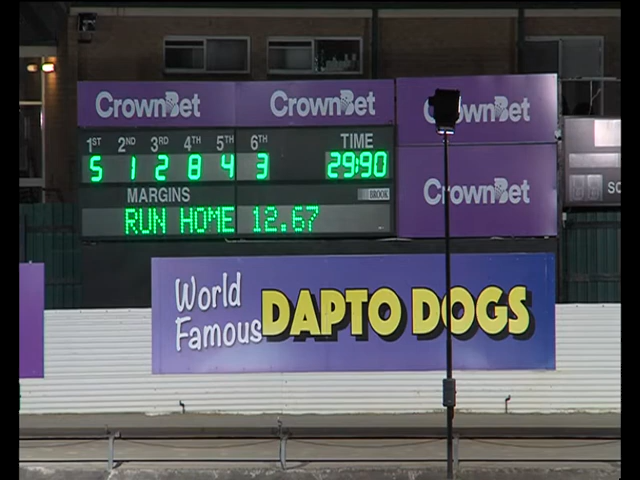 CrownBet CrownBet CrownBet
1ST 2ND 3RD 4TH 5TH 6TH TIME
5 1 2 8 4 3 29:90
MARGINS BROOK
CrownBet
RUN HOME 12.67
World Famous DAPTO DOGS